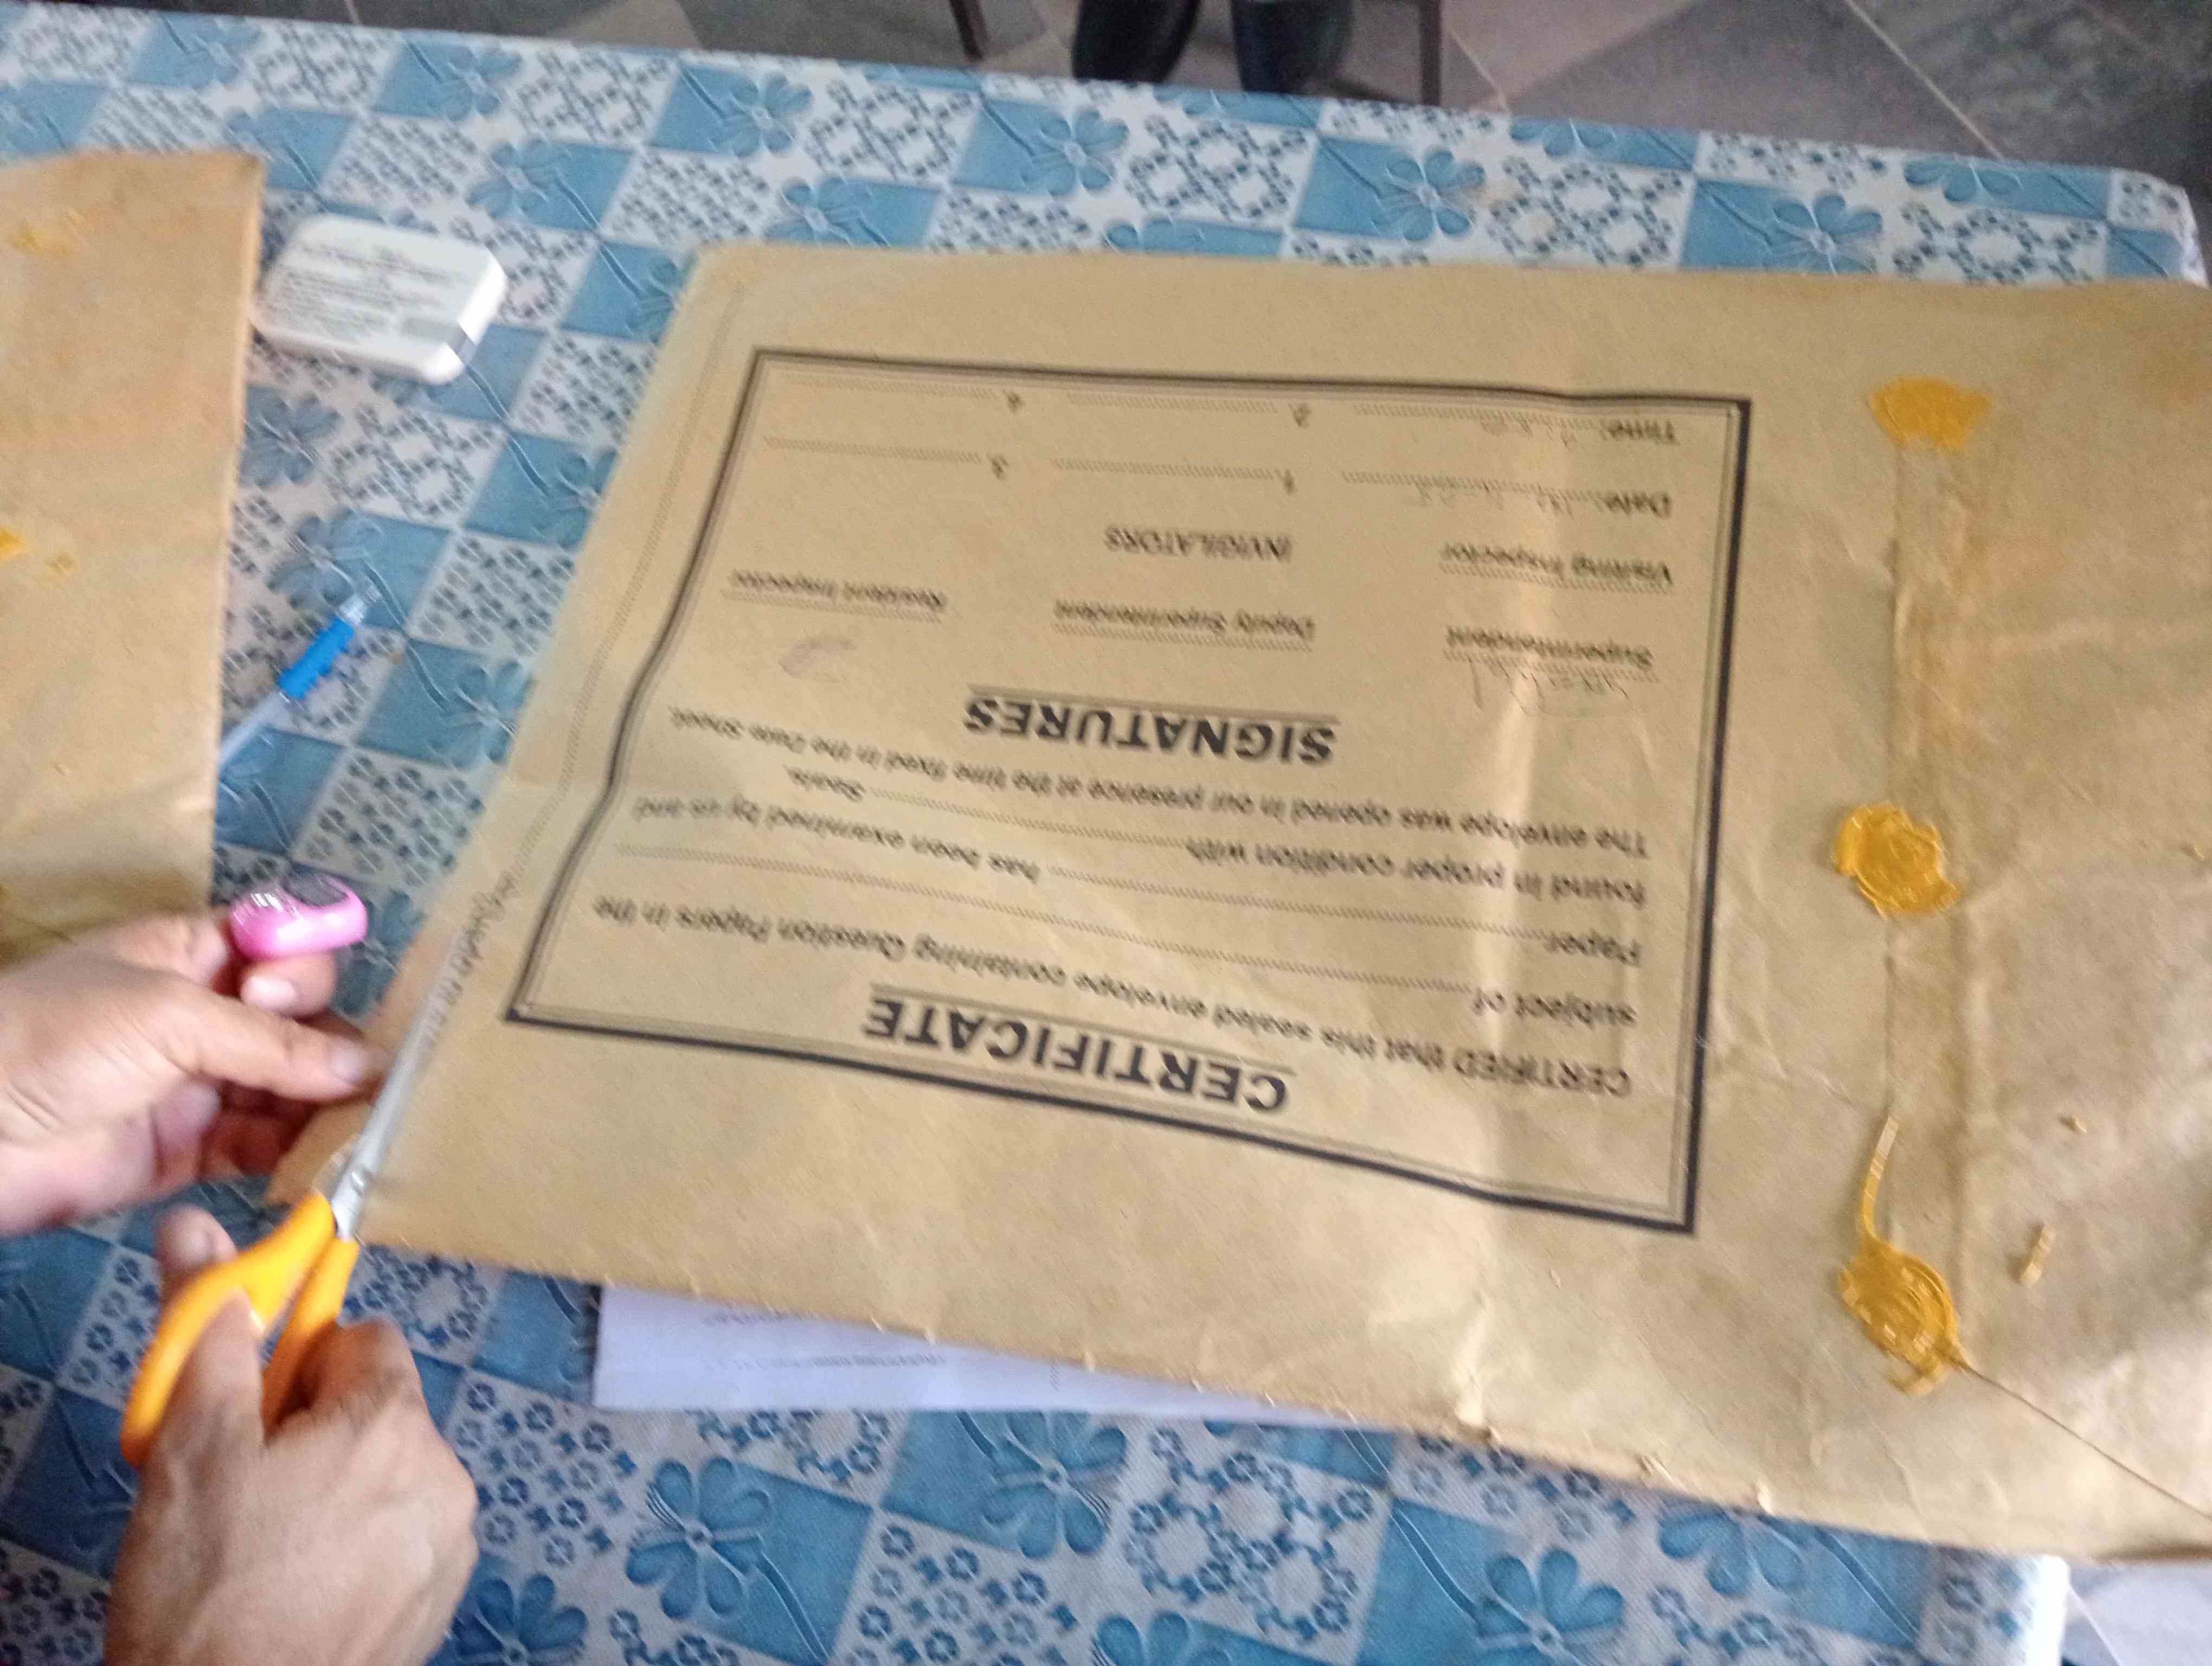 CERTIFICATE
CERTIFIED that this sealed envelope containing Question Papers in the
subject of
Paper has been examined by us and
found in proper condition with Seals.
The envelope was opened in our presence at the time fixed in the Date Sheet.
SIGNATURES
Superintendent Deputy Superintendent Resident Inspector
Visiting Inspector INVIGILATORS
Date: 1. 3.
Time: 2. 4.